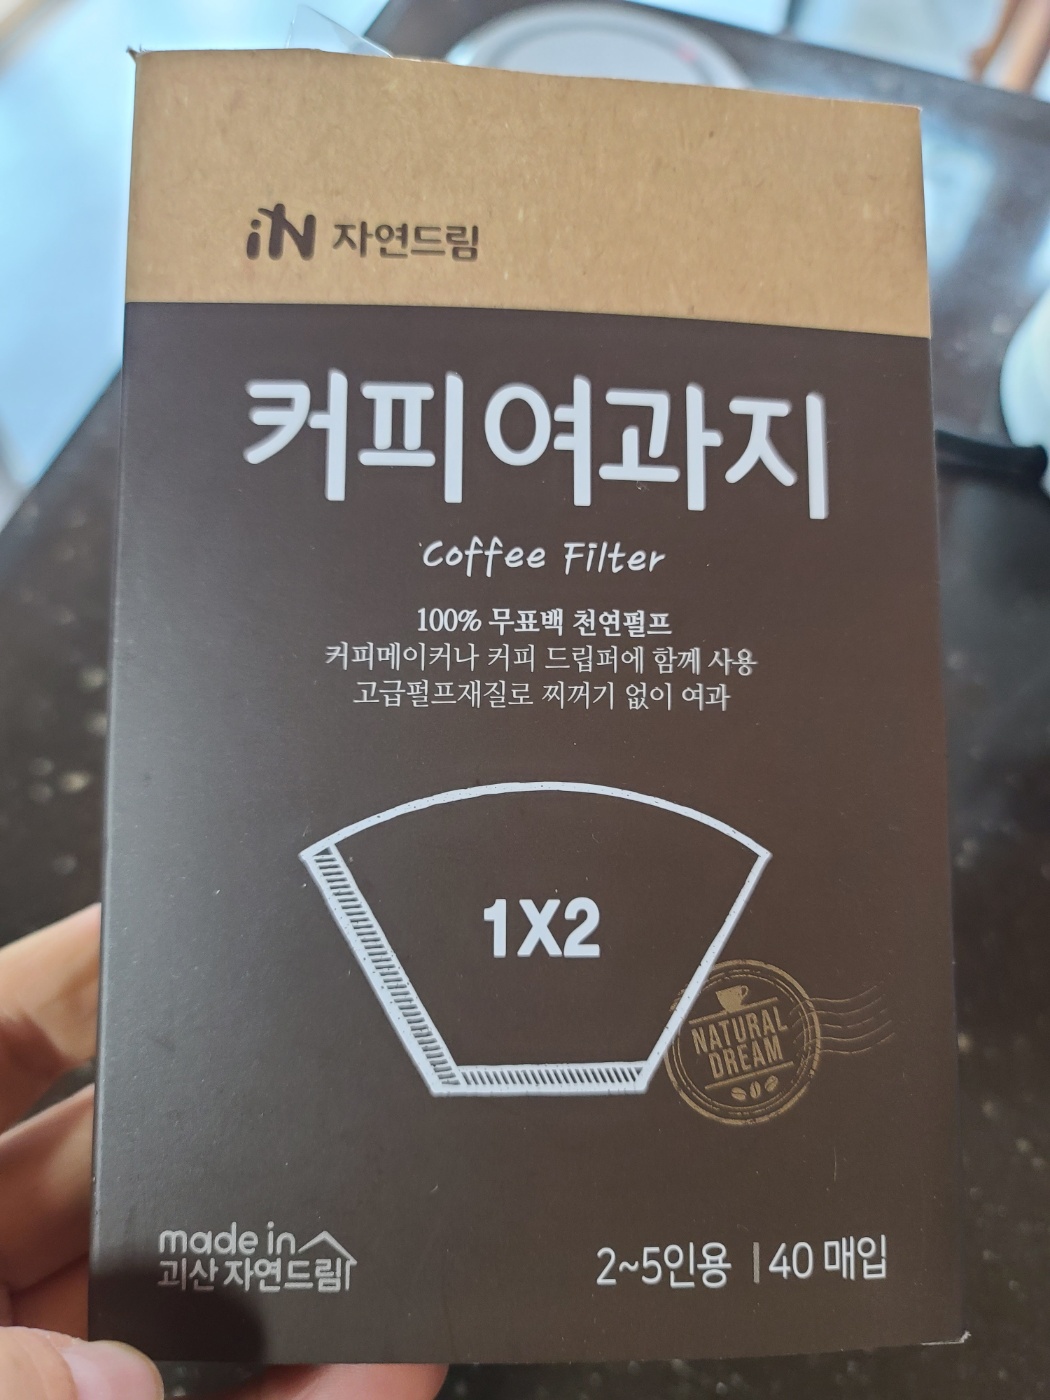 iN 자연드림
커피여과지
Coffee Filter
100% 무표백 천연펄프
커피메이커나 커피 드립퍼에 함께 사용
고급펄프재질로 찌꺼기 없이 여과
1X2
NATURAL
DREAM
made in
괴산 자연드림
2~5인용 | 40 매입